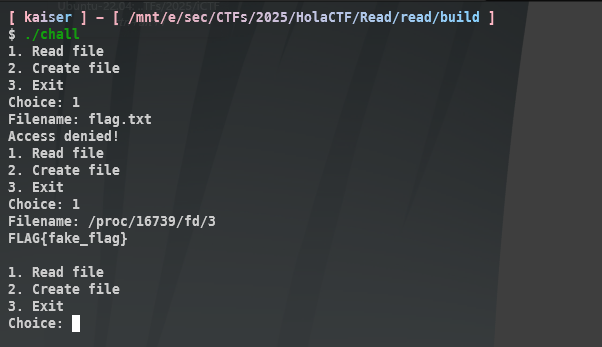 [ kaiser ] – [ /mnt/e/sec/CTFs/2025/HolaCTF/Read/read/build ]
$ ./chall
1. Read file
2. Create file
3. Exit
Choice: 1
Filename: flag.txt
Access denied!
1. Read file
2. Create file
3. Exit
Choice: 1
Filename: /proc/16739/fd/3
FLAG{fake_flag}
1. Read file
2. Create file
3. Exit
Choice: